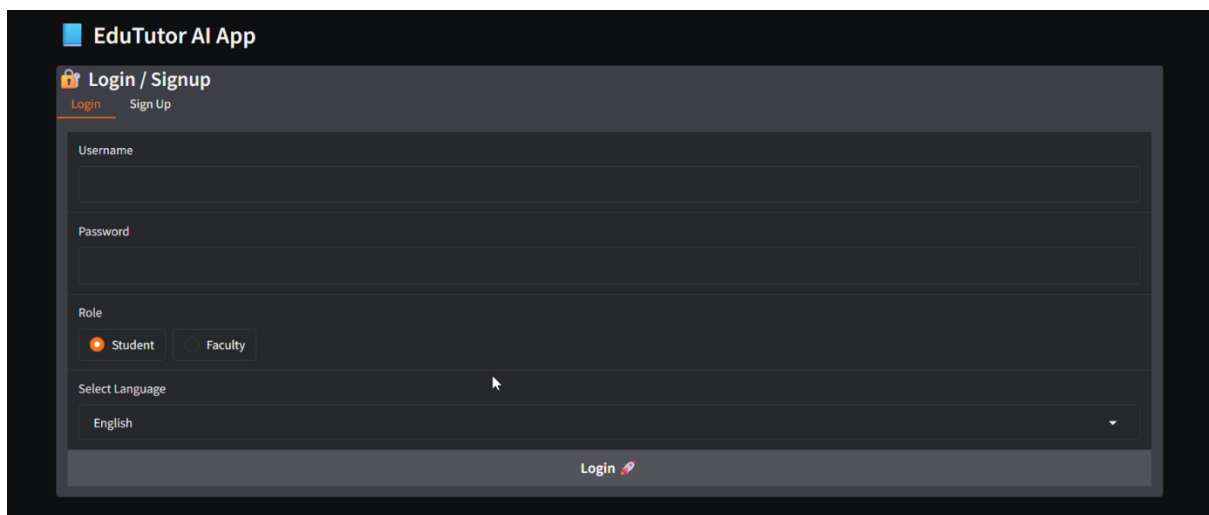 📘 EduTutor AI App
🔐 Login / Signup
Login Sign Up
Username
Password
Role
Student Faculty
Select Language
English
Login 🚀